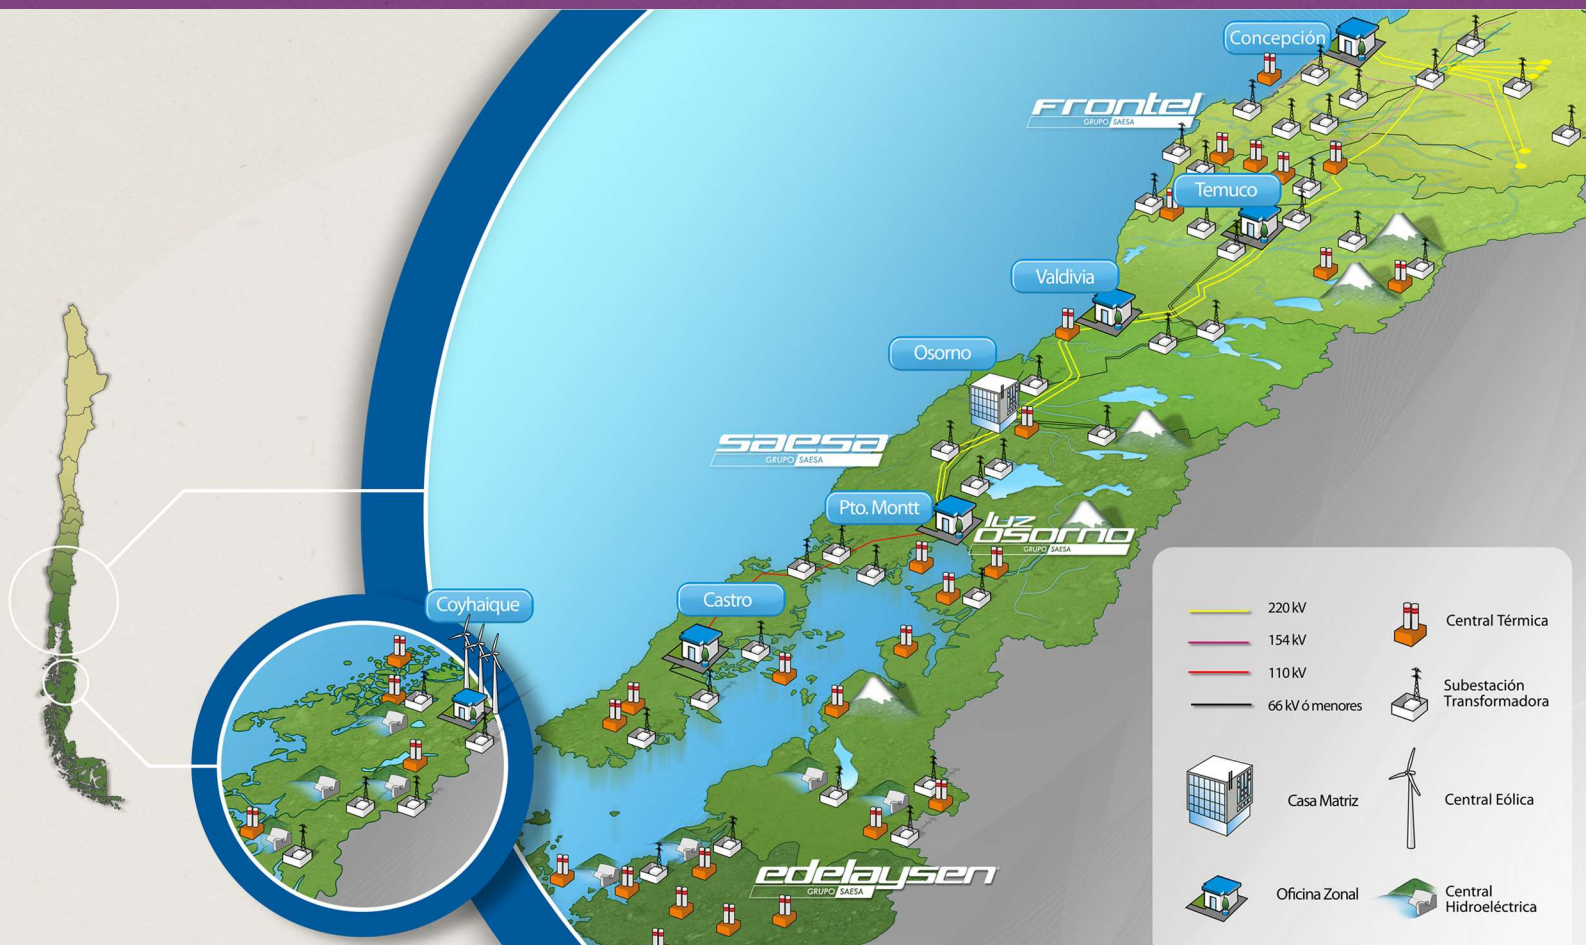 Concepción
Frontel
GRUPO SAESA
Temuco
Valdivia
Osorno
saesa
GRUPO SAESA
Pto. Montt
luz
osorno
GRUPO SAESA
Castro
Coyhaique
edelaysen
GRUPO SAESA
220 kV
154 kV
110 kV
66 kV ó menores
Central Térmica
Subestación
Transformadora
Casa Matriz
Central Eólica
Oficina Zonal
Central
Hidroeléctrica